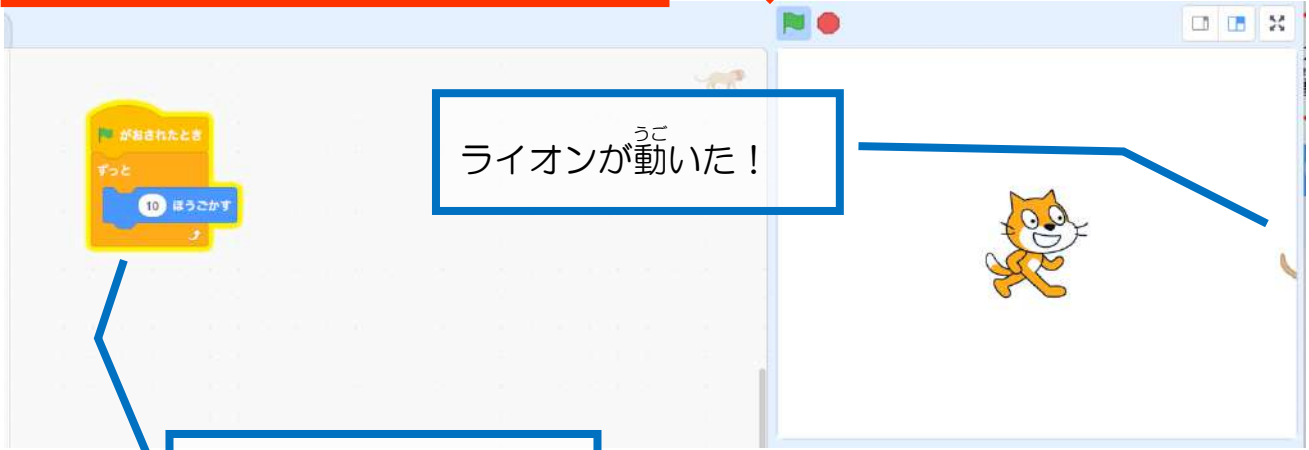 がおされたとき
ずっと
10 ほうごかす
うご
ライオンが動いた！